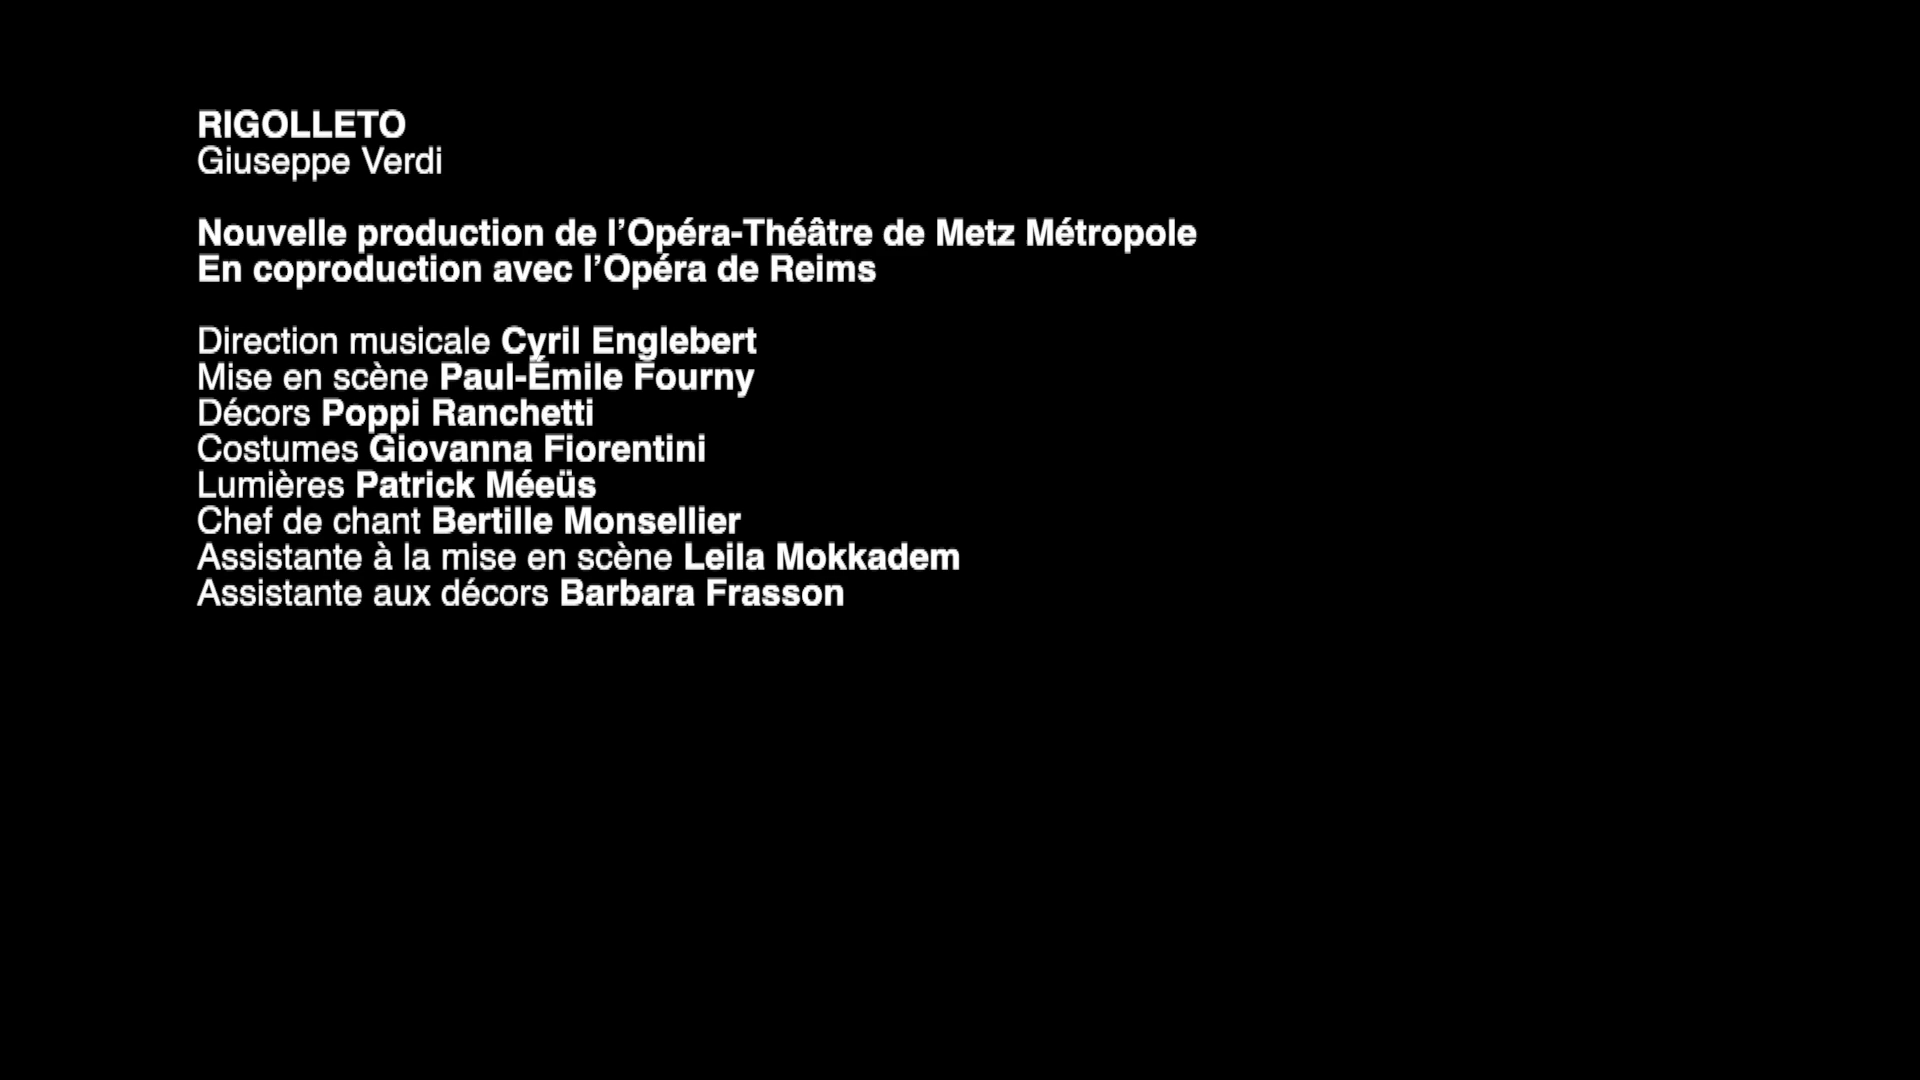 RIGOLLETO
Giuseppe Verdi
Nouvelle production de l’Opéra-Théâtre de Metz Métropole
En coproduction avec l’Opéra de Reims
Direction musicale Cyril Englebert
Mise en scène Paul-Émile Fourny
Décors Poppi Ranchetti
Costumes Giovanna Fiorentini
Lumières Patrick Méeüs
Chef de chant Bertille Monsellier
Assistante à la mise en scène Leila Mokkadem
Assistante aux décors Barbara Frasson